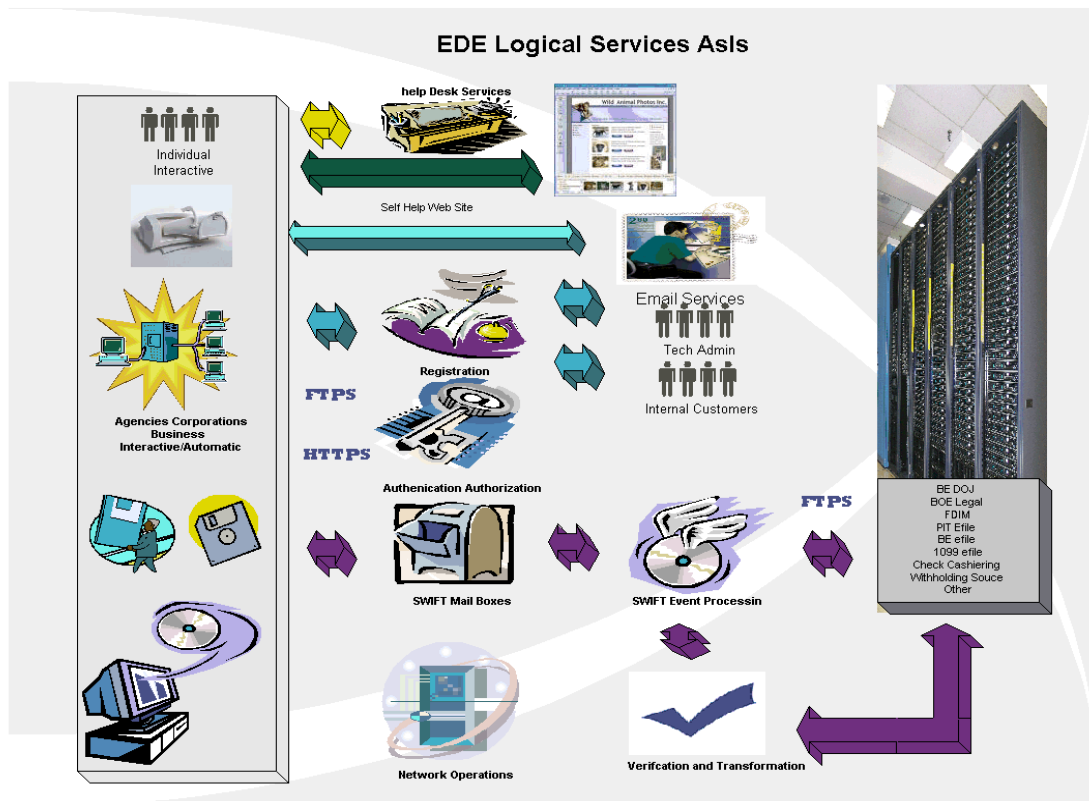 EDE Logical Services AsIs
help Desk Services
Wild Animal Photos Inc.
Individual
Interactive
Self Help Web Site
2.00
Email Services
Tech Admin
Internal Customers
Registration
FTPS
HTTPS
Agencies Corporations
Business
Interactive/Automatic
Authenication Authorization
FTPS
BE DOJ
BOE Legal
FDIM
PIT Efile
BE efile
1099 efile
Check Cashiering
Withholding Souce
Other
SWIFT Mail Boxes
SWIFT Event Processin
Network Operations
Verifcation and Transformation